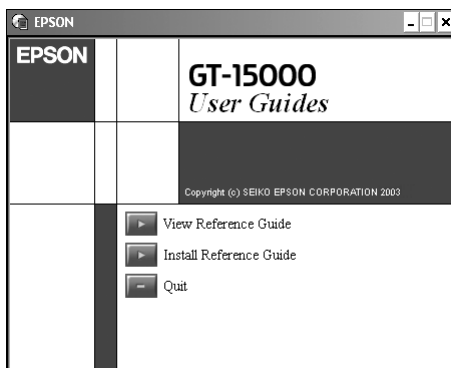 EPSON
EPSON
GT-15000
User Guides
Copyright (c) SEIKO EPSON CORPORATION 2003
View Reference Guide
Install Reference Guide
Quit